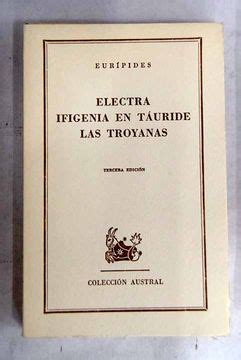 EURÍPIDES
ELECTRA
IFIGENIA EN TÁURIDE
LAS TROYANAS
TERCERA EDICIÓN
COLECCIÓN AUSTRAL